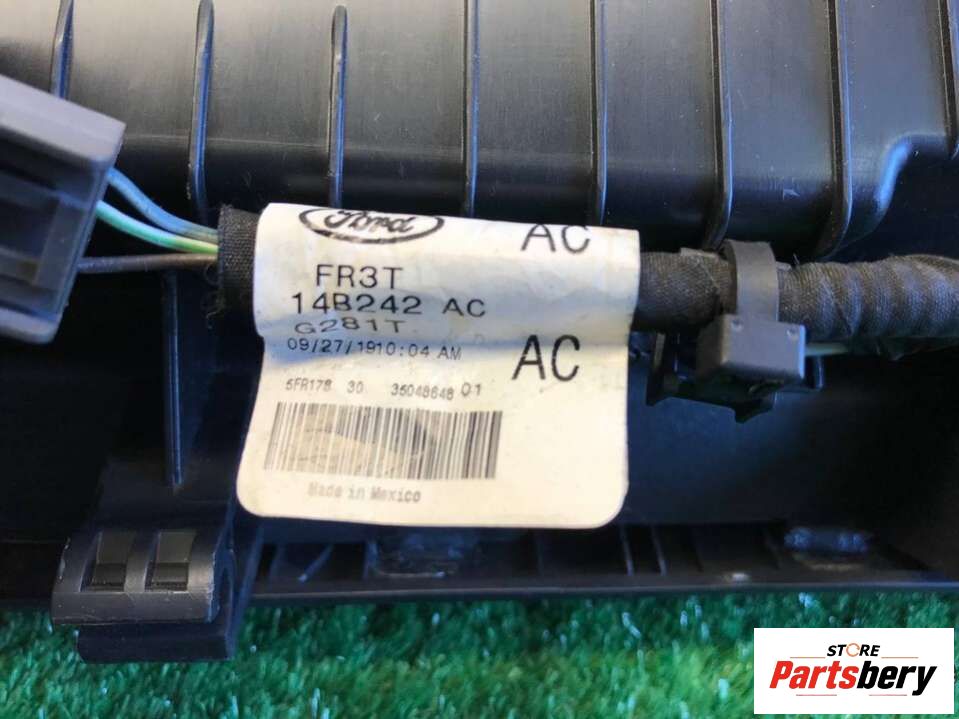 Ford
AC
FR3T
14B242 AC
G281T
09/27/1910:04 AM
AC
5FR178 30 35048648 01
Made in Mexico
STORE
Partsbery